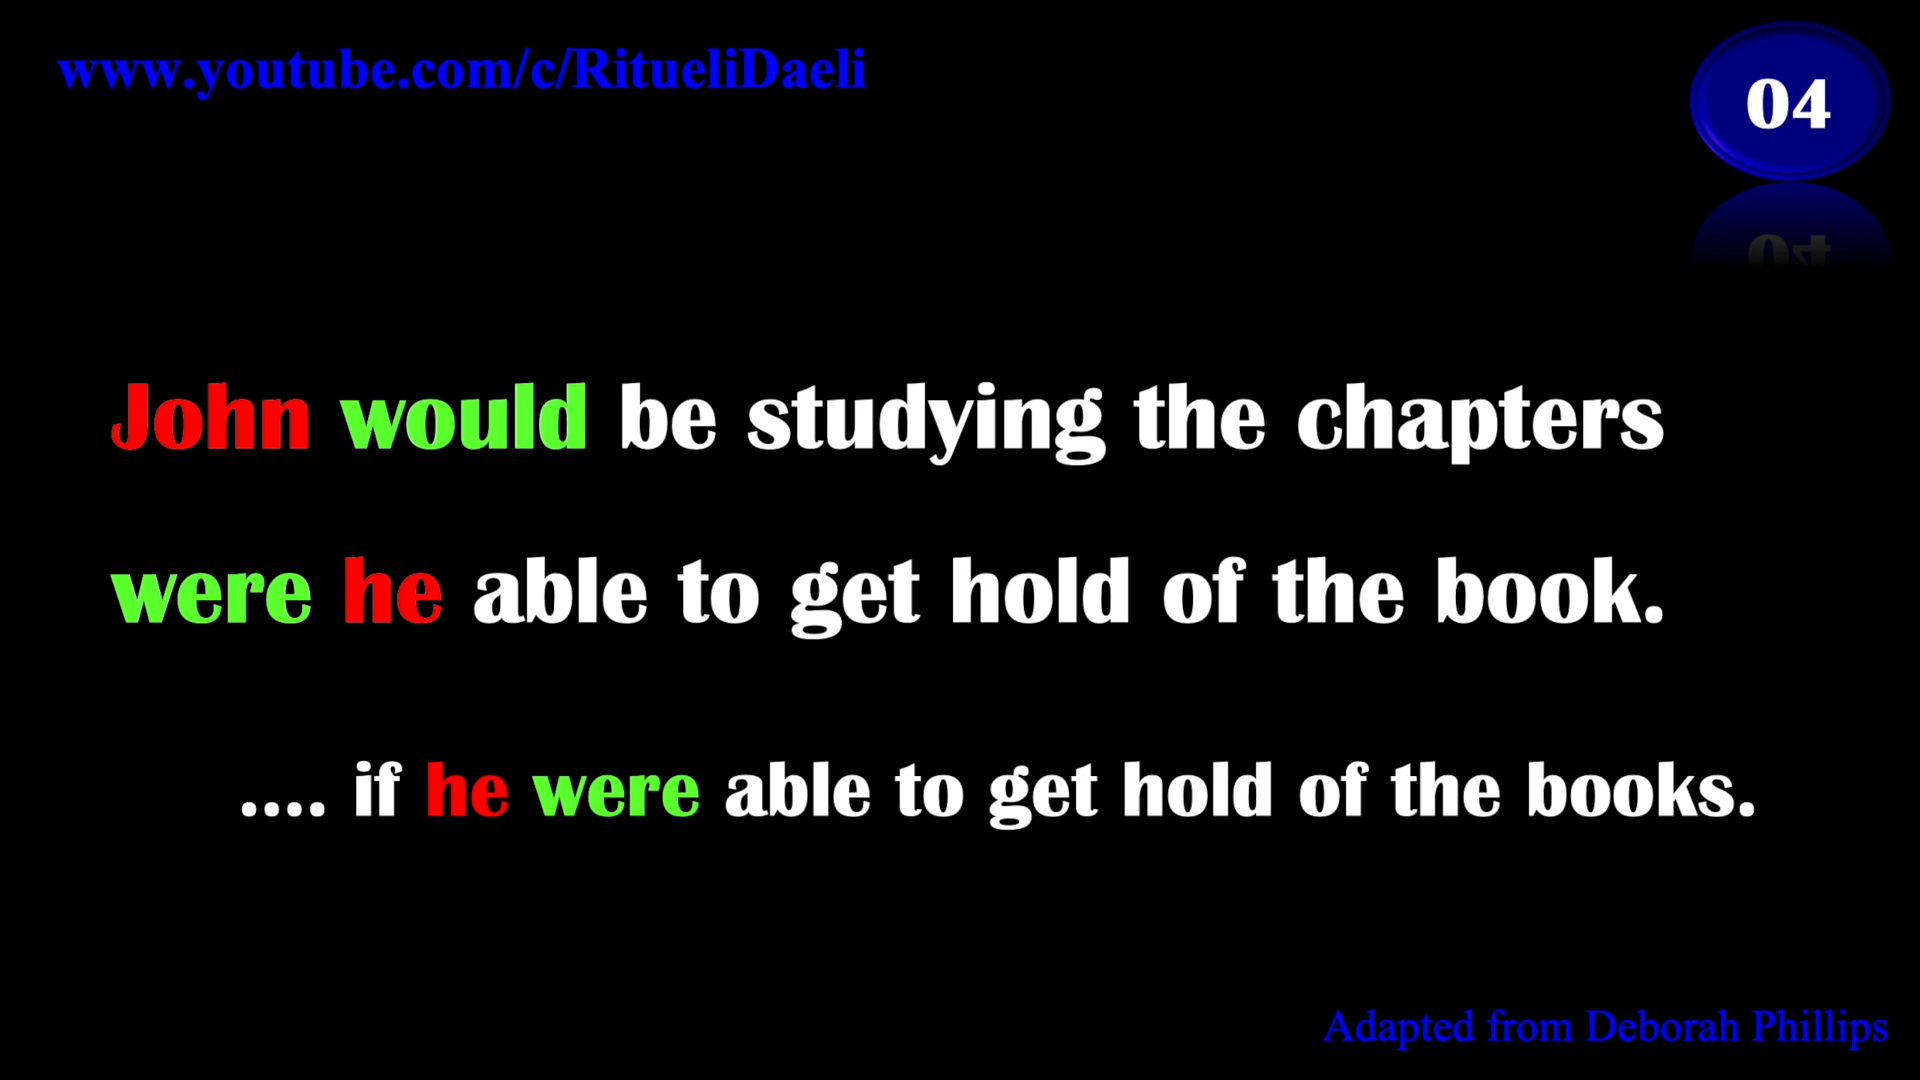 www.youtube.com/c/RitueliDaeli
04
John would be studying the chapters
were he able to get hold of the book.
.... if he were able to get hold of the books.
Adapted from Deborah Phillips